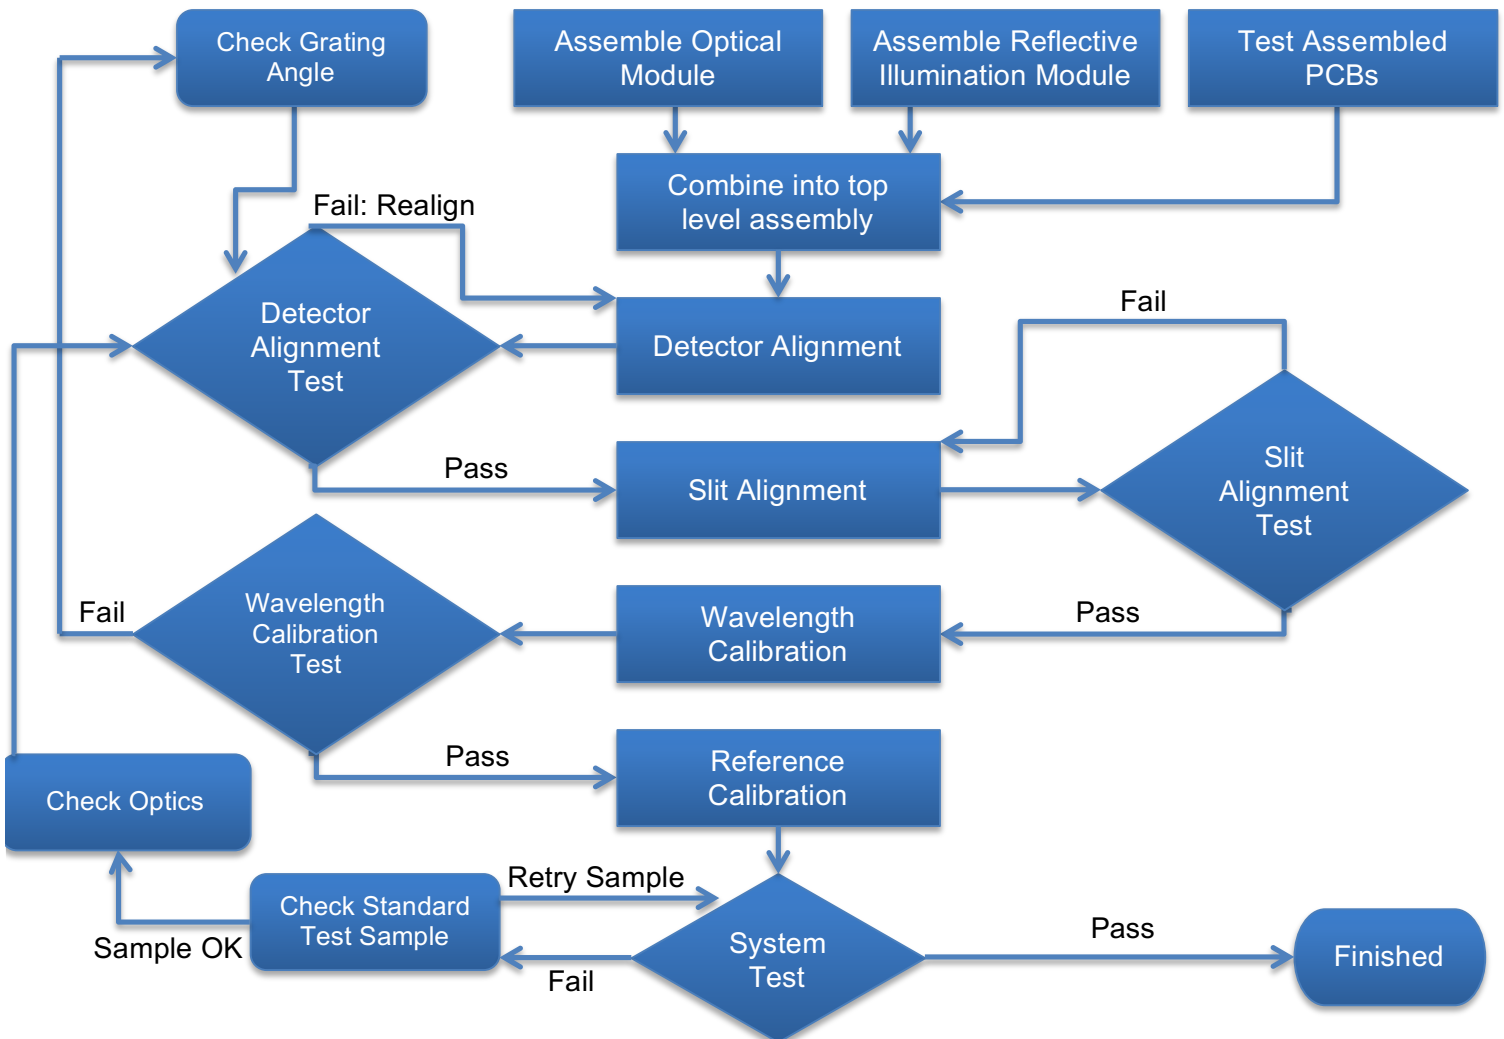 Check Grating
Angle
Assemble Optical
Module
Assemble Reflective
Illumination Module
Test Assembled
PCBs
Combine into top
level assembly
Fail: Realign
Detector
Alignment
Test
Detector Alignment
Fail
Pass
Slit Alignment
Slit
Alignment
Test
Fail
Wavelength
Calibration
Test
Wavelength
Calibration
Pass
Pass
Reference
Calibration
Check Optics
Retry Sample
Check Standard
Test Sample
Sample OK
Fail
System
Test
Pass
Finished